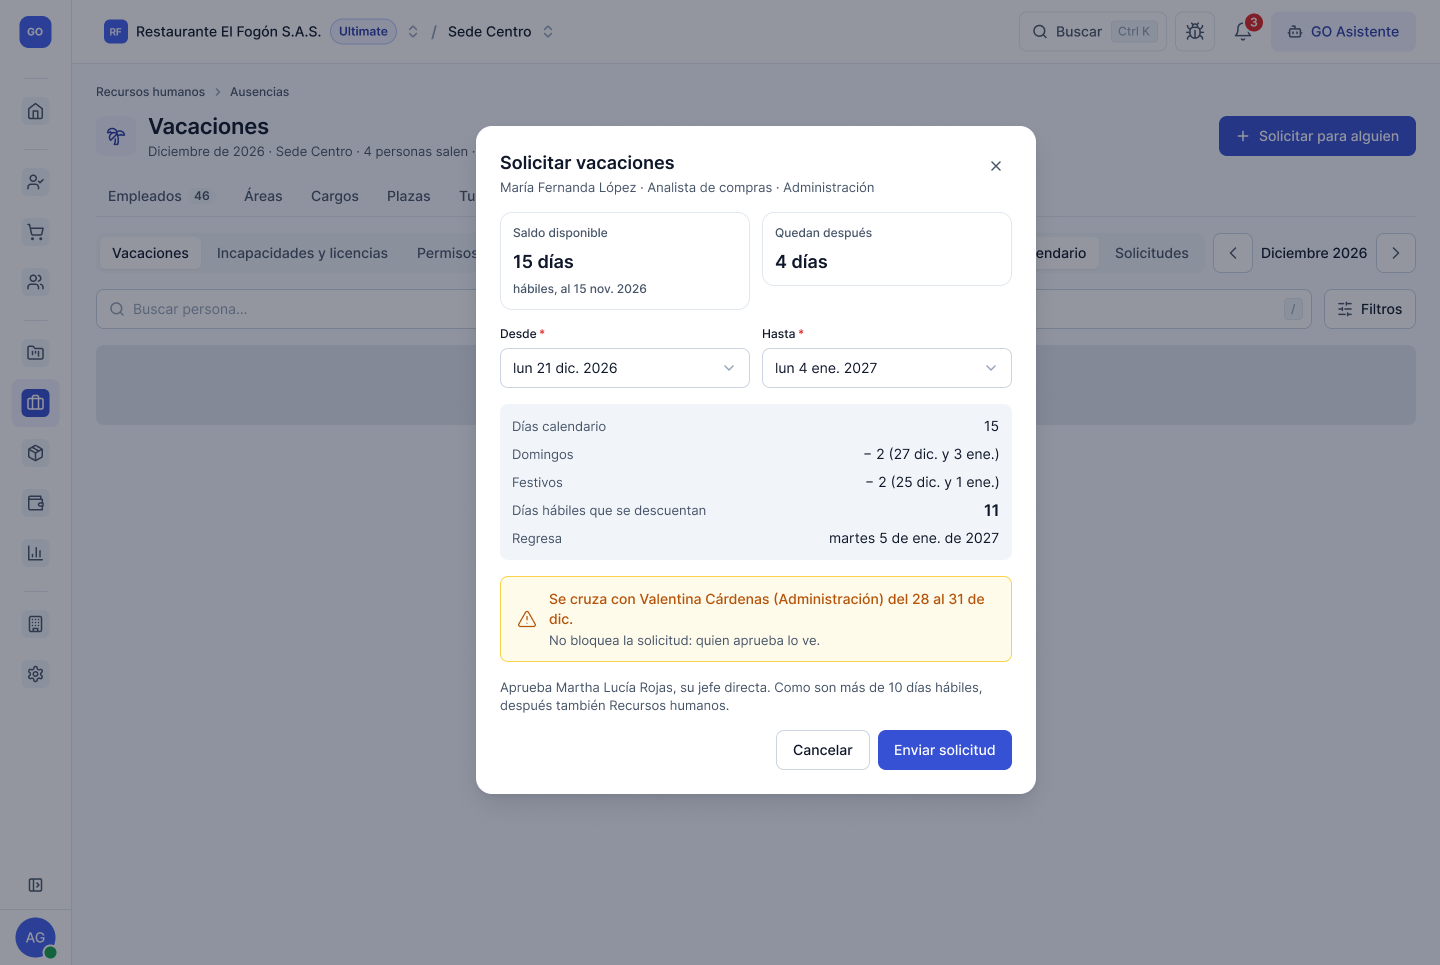 GO
RF
Restaurante El Fogón S.A.S.
Ultimate
/
Sede Centro
Buscar
Ctrl K
3
GO Asistente
Recursos humanos
Ausencias
Vacaciones
Diciembre de 2026 · Sede Centro · 4 personas salen ·
Solicitar para alguien
Empleados 46
Áreas
Cargos
Plazas
Tu
Vacaciones
Incapacidades y licencias
Permisos
endario
Solicitudes
Diciembre 2026
Buscar persona...
/
Filtros
Solicitar vacaciones
María Fernanda López · Analista de compras · Administración
Saldo disponible
15 días
hábiles, al 15 nov. 2026
Quedan después
4 días
Desde *
lun 21 dic. 2026
Hasta *
lun 4 ene. 2027
Días calendario 15
Domingos − 2 (27 dic. y 3 ene.)
Festivos − 2 (25 dic. y 1 ene.)
Días hábiles que se descuentan 11
Regresa martes 5 de ene. de 2027
Se cruza con Valentina Cárdenas (Administración) del 28 al 31 de
dic.
No bloquea la solicitud: quien aprueba lo ve.
Aprueba Martha Lucía Rojas, su jefe directa. Como son más de 10 días hábiles,
después también Recursos humanos.
Cancelar
Enviar solicitud
AG